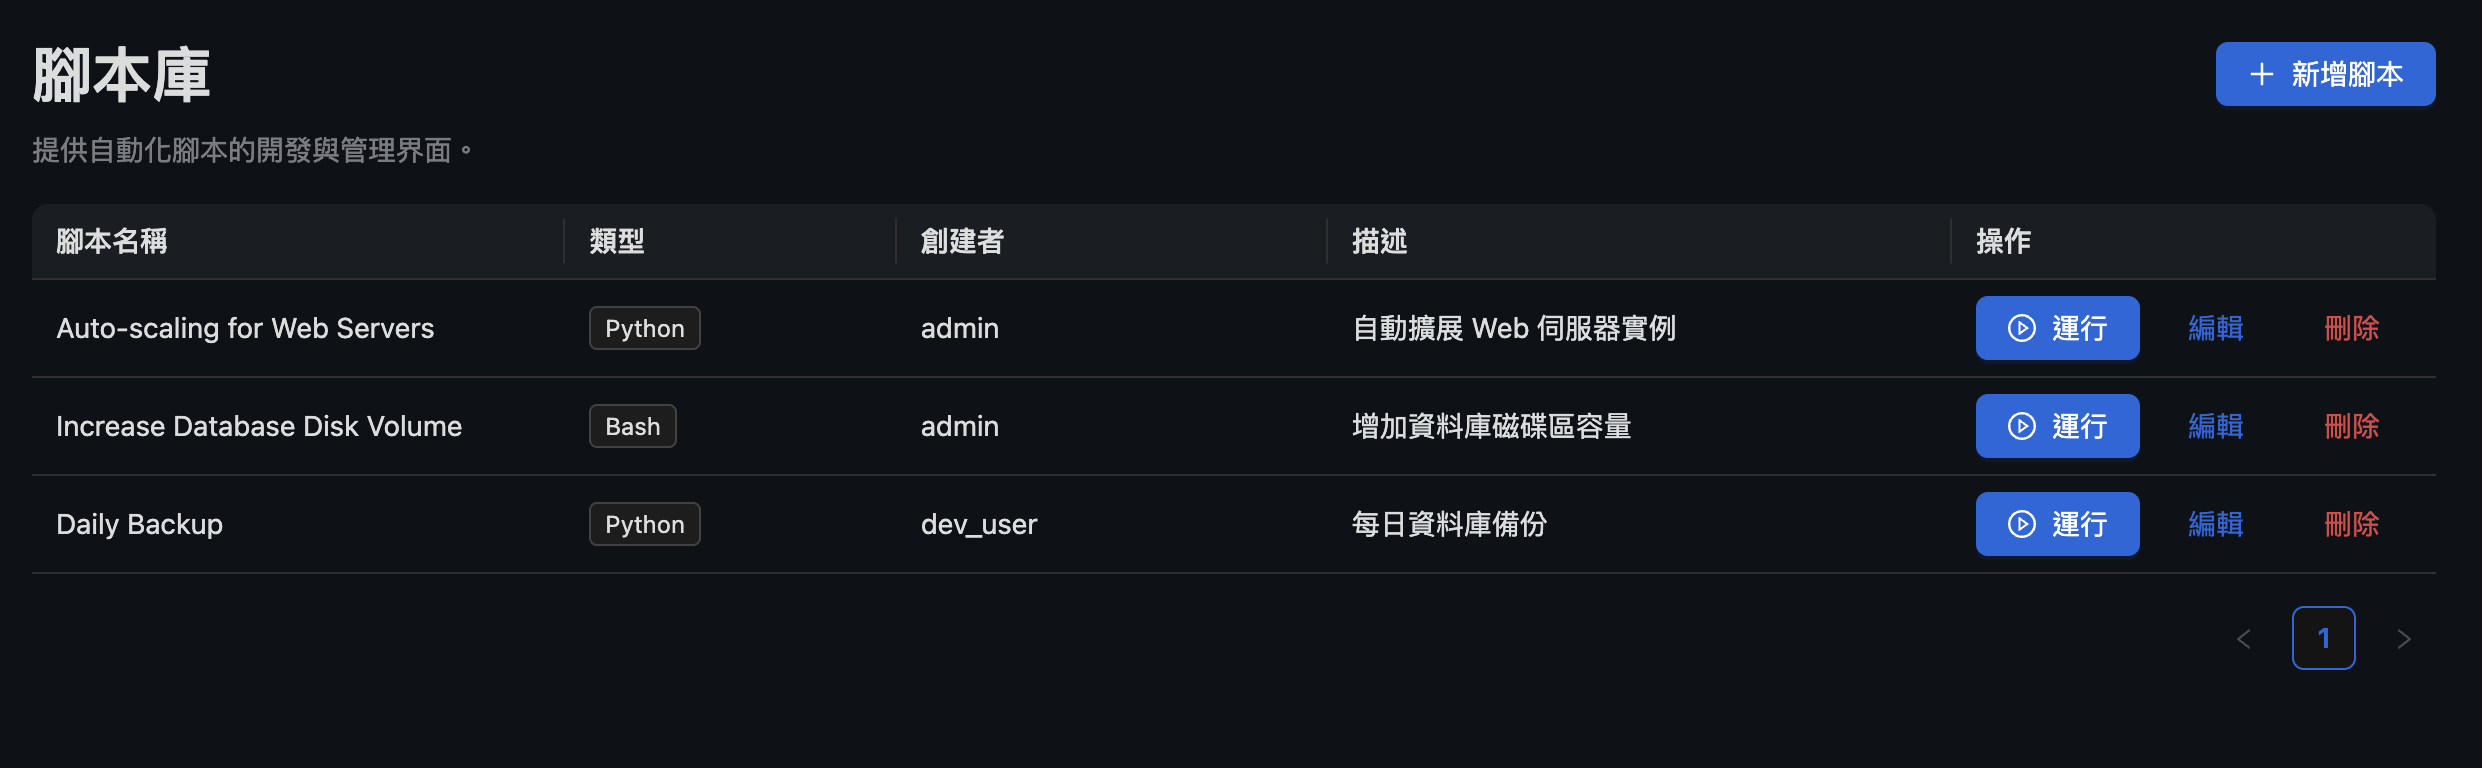 腳本庫
新增腳本
提供自動化腳本的開發與管理界面。
腳本名稱 類型 創建者 描述 操作
Auto-scaling for Web Servers Python admin 自動擴展 Web 伺服器實例 運行 編輯 刪除
Increase Database Disk Volume Bash admin 增加資料庫磁碟區容量 運行 編輯 刪除
Daily Backup Python dev_user 每日資料庫備份 運行 編輯 刪除
1